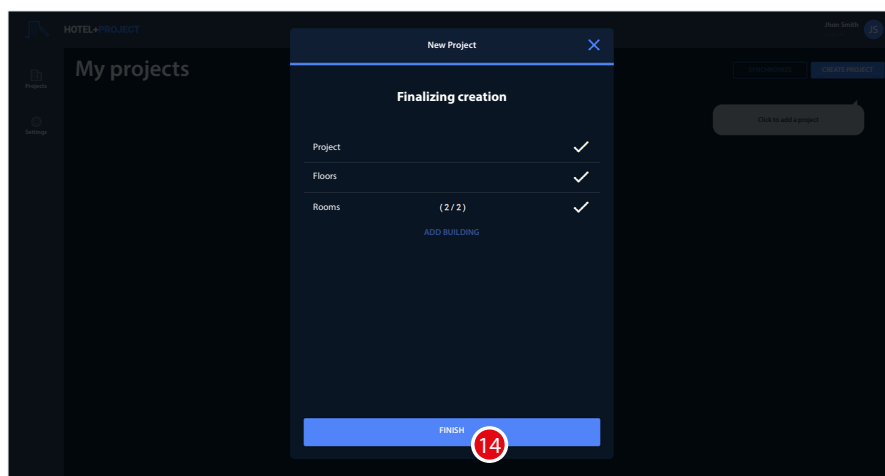 HOTEL+PROJECT
Jhon Smith
JS
My projects
Projects
Settings
SYNCHRONIZE
CREATE PROJECT
Click to add a project
New Project
Finalizing creation
Project
Floors
Rooms (2/2)
ADD BUILDING
FINISH
14